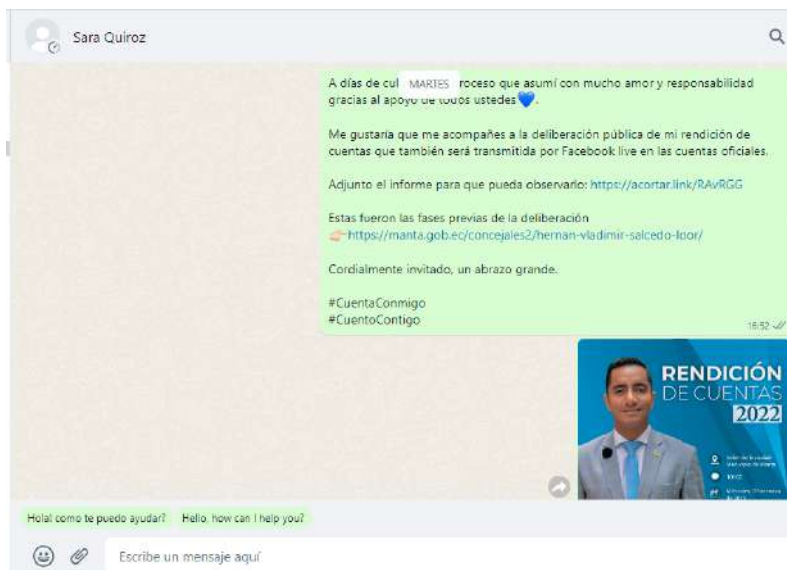 Sara Quiroz
MARTES
A días de cul roceso que asumí con mucho amor y responsabilidad
gracias al apoyo de todos ustedes💙.
Me gustaría que me acompañes a la deliberación pública de mi rendición de
cuentas que también será transmitida por Facebook live en las cuentas oficiales.
Adjunto el informe para que pueda observarlo: https://acortar.link/RAvRGG
Estas fueron las fases previas de la deliberación
👉🏻https://manta.gob.ec/concejales2/hernan-vladimir-salcedo-loor/
Cordialmente invitado, un abrazo grande.
#CuentaConmigo
#CuentoContigo
16:52
RENDICIÓN
DE CUENTAS
2022
Hola! como te puedo ayudar? Hello, how can I help you?
Escribe un mensaje aquí